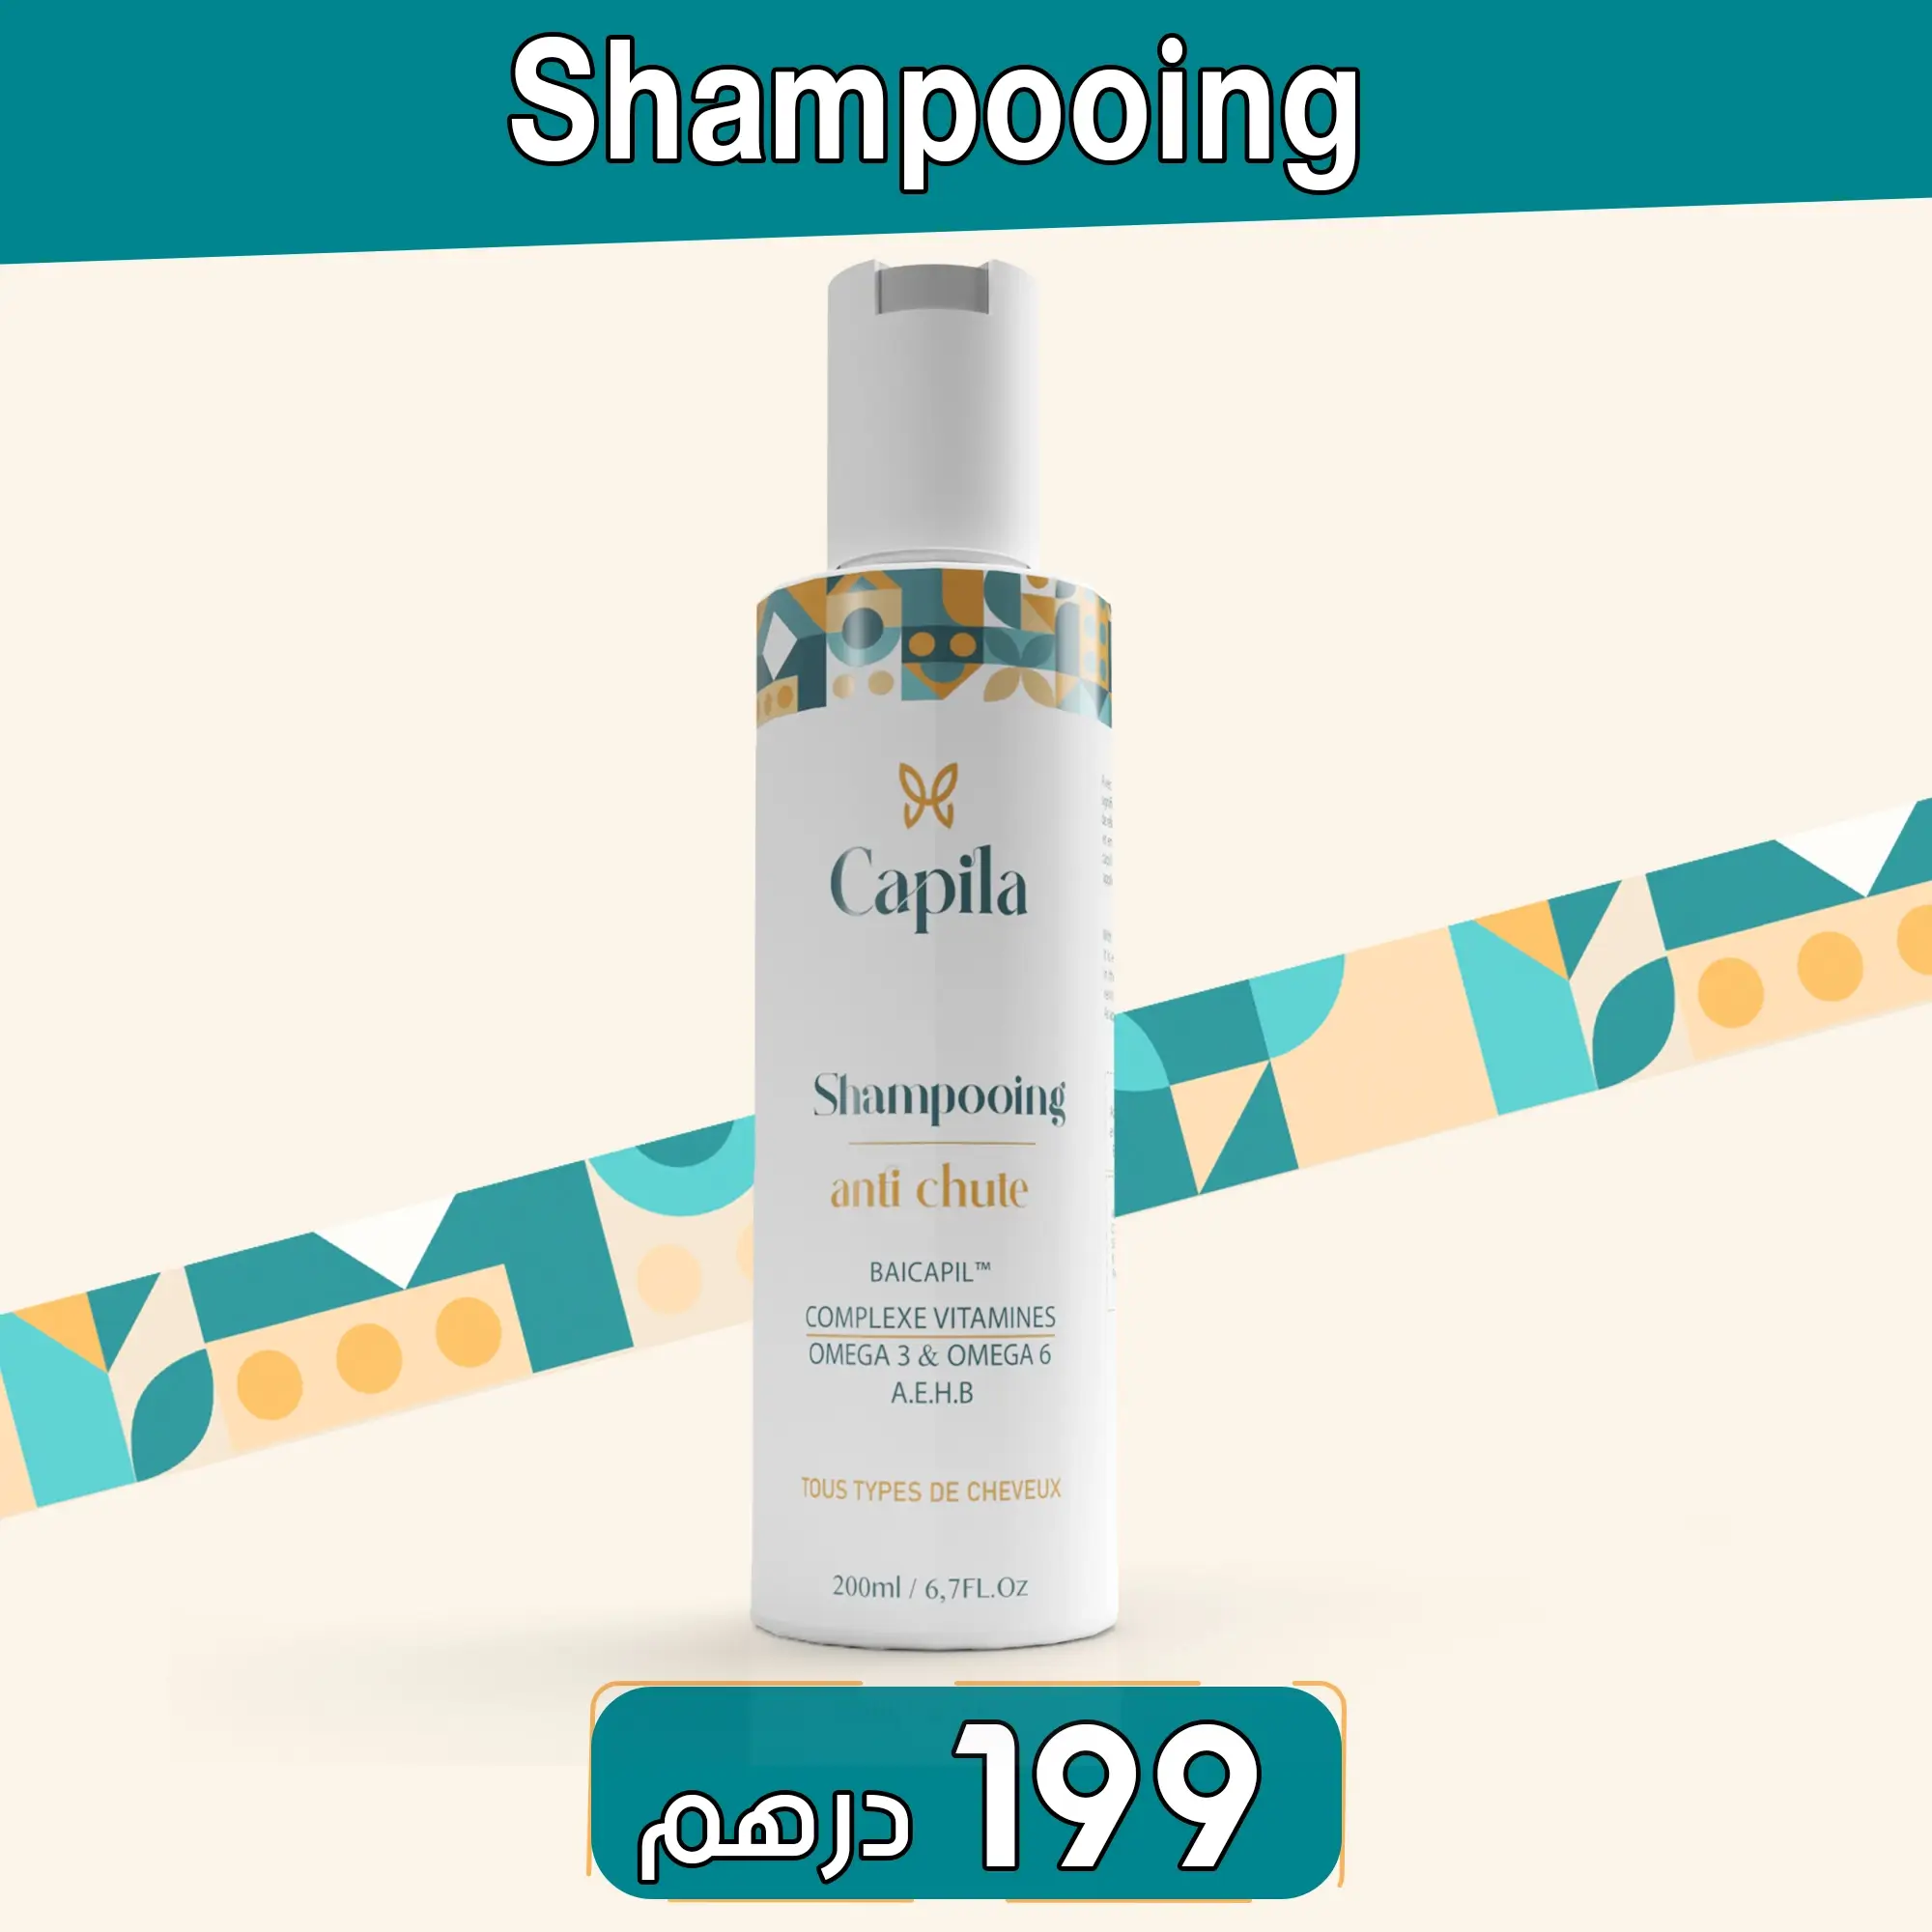 Shampooing
Capila
Shampooing
anti chute
BAICAPIL™
COMPLEXE VITAMINES
OMEGA 3 & OMEGA 6
A.E.H.B
TOUS TYPES DE CHEVEUX
200ml / 6,7FL.Oz
199 درهم